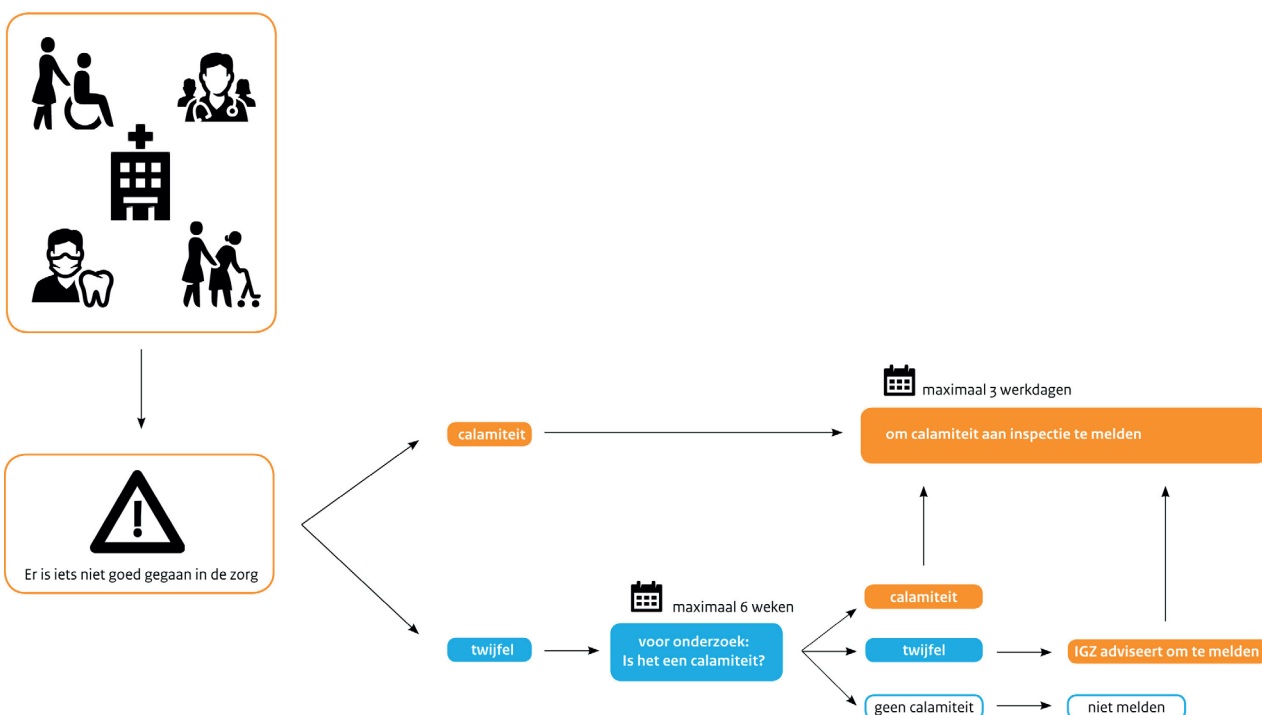 maximaal 3 werkdagen
calamiteit
om calamiteit aan inspectie te melden
!
Er is iets niet goed gegaan in de zorg
maximaal 6 weken
calamiteit
twijfel
voor onderzoek:
Is het een calamiteit?
twijfel
IGZ adviseert om te melden
geen calamiteit
niet melden